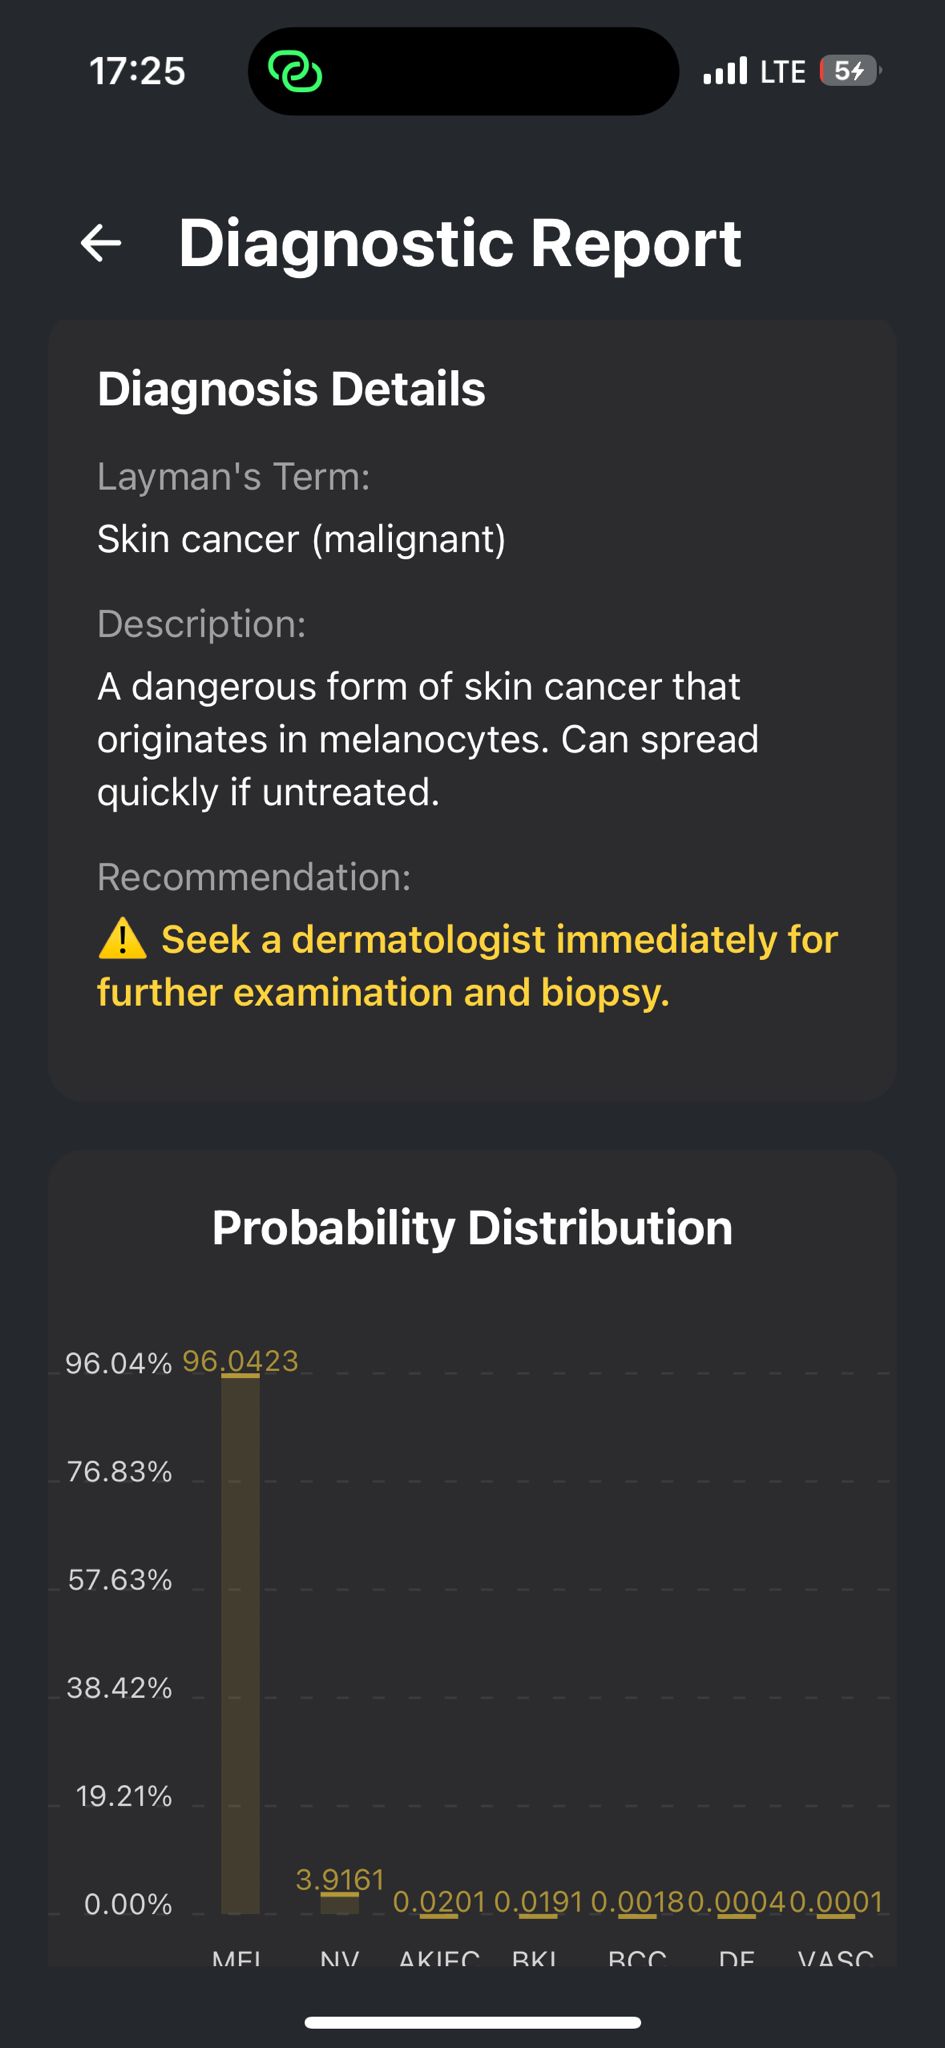 17:25
LTE
5
Diagnostic Report
Diagnosis Details
Layman's Term:
Skin cancer (malignant)
Description:
A dangerous form of skin cancer that
originates in melanocytes. Can spread
quickly if untreated.
Recommendation:
⚠️ Seek a dermatologist immediately for
further examination and biopsy.
Probability Distribution
96.04% 96.0423
76.83%
57.63%
38.42%
19.21%
3.9161
0.0201 0.0191 0.0018 0.0004 0.0001
0.00%
MEL NV AKIEC BKL BCC DF VASC